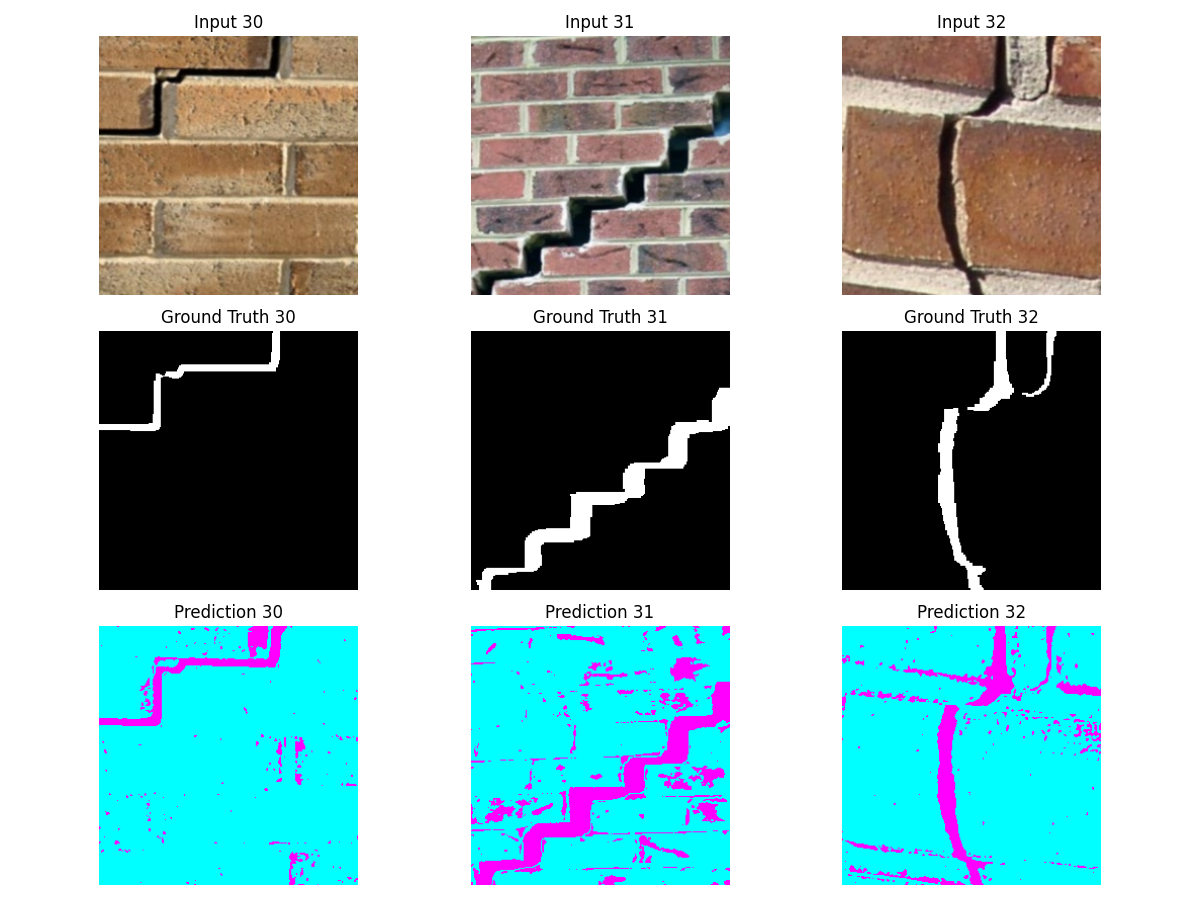 Input 30
Input 31
Input 32
Ground Truth 30
Ground Truth 31
Ground Truth 32
Prediction 30
Prediction 31
Prediction 32